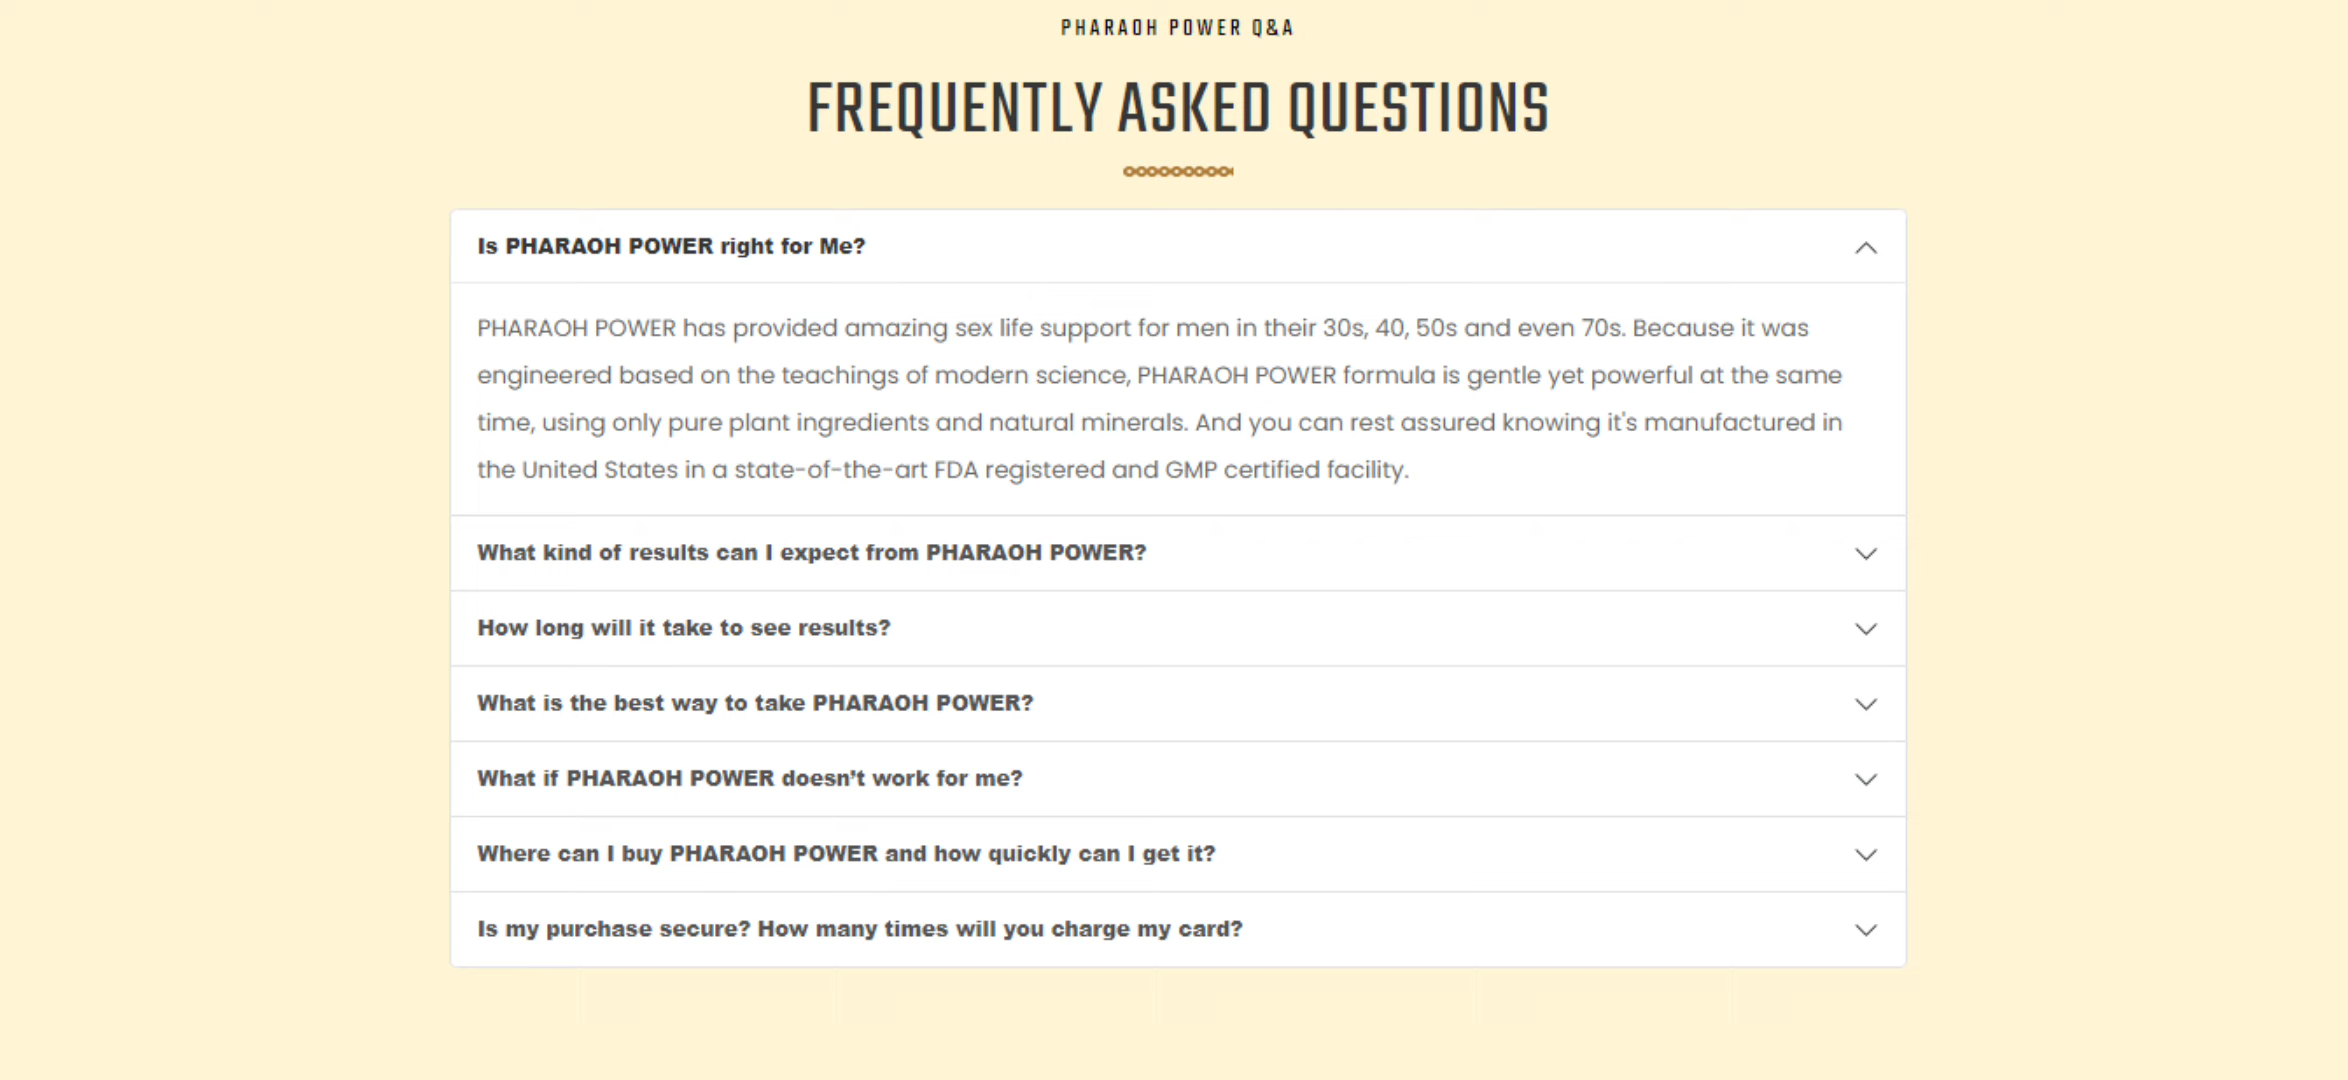 PHARAOH POWER Q&A
FREQUENTLY ASKED QUESTIONS
Is PHARAOH POWER right for Me?
PHARAOH POWER has provided amazing sex life support for men in their 30s, 40, 50s and even 70s. Because it was
engineered based on the teachings of modern science, PHARAOH POWER formula is gentle yet powerful at the same
time, using only pure plant ingredients and natural minerals. And you can rest assured knowing it's manufactured in
the United States in a state-of-the-art FDA registered and GMP certified facility.
What kind of results can I expect from PHARAOH POWER?
How long will it take to see results?
What is the best way to take PHARAOH POWER?
What if PHARAOH POWER doesn’t work for me?
Where can I buy PHARAOH POWER and how quickly can I get it?
Is my purchase secure? How many times will you charge my card?